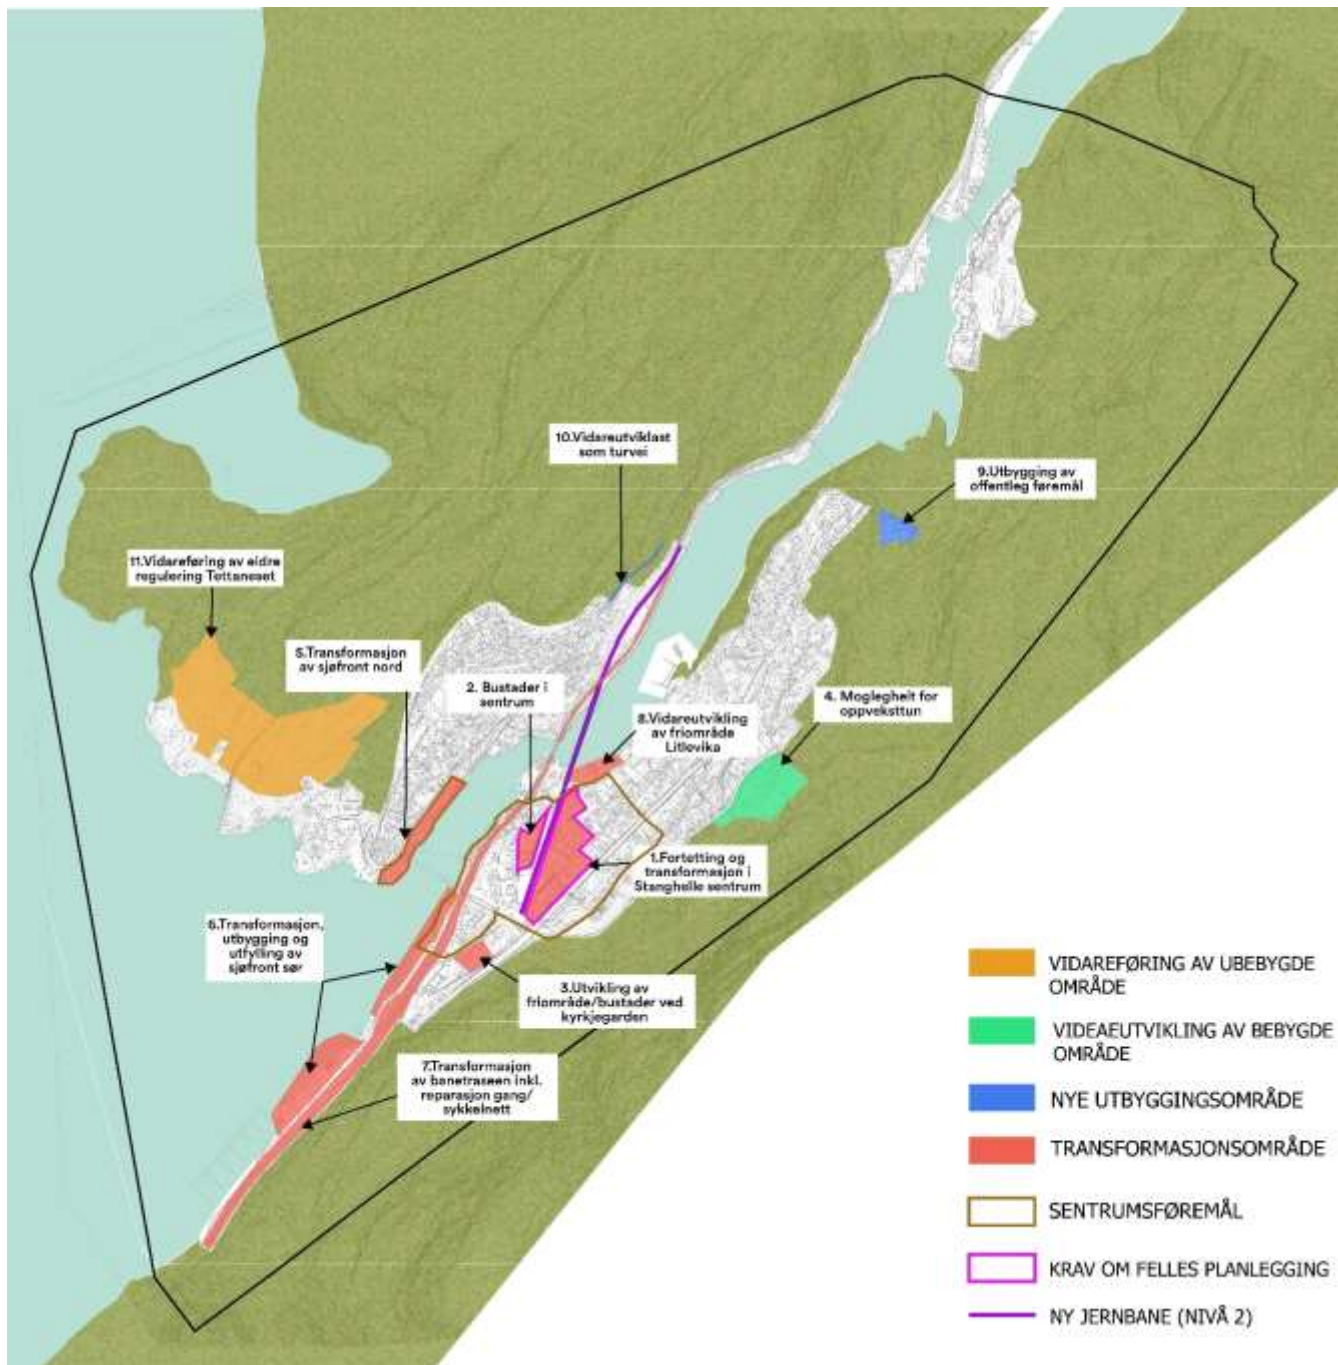 10.Vidareutviklast
som turvei
9.Utbygging av
offentleg føremål
11.Vidareføring av eidre
regulering Tettaneset
5.Transformasjon
av sjøfront nord
2. Bustader i
sentrum
8.Vidareutvikling
av friområde
Litlevika
4. Moglegheit for
oppveksttun
1.Fortetting og
transformasjon i
Stanghelle sentrum
6.Transformasjon,
utbygging og
utfylling av
sjøfront sør
3.Utvikling av
friområde/bustader ved
kyrkjegarden
7.Transformasjon
av banetraseen inkl.
reparasjon gang/
sykkelnett
VIDAREFØRING AV UBEBYGDE
OMRÅDE
VIDEAEUTVIKLING AV BEBYGDE
OMRÅDE
NYE UTBYGGINGSOMRÅDE
TRANSFORMASJONSOMRÅDE
SENTRUMSFØREMÅL
KRAV OM FELLES PLANLEGGING
NY JERNBANE (NIVÅ 2)